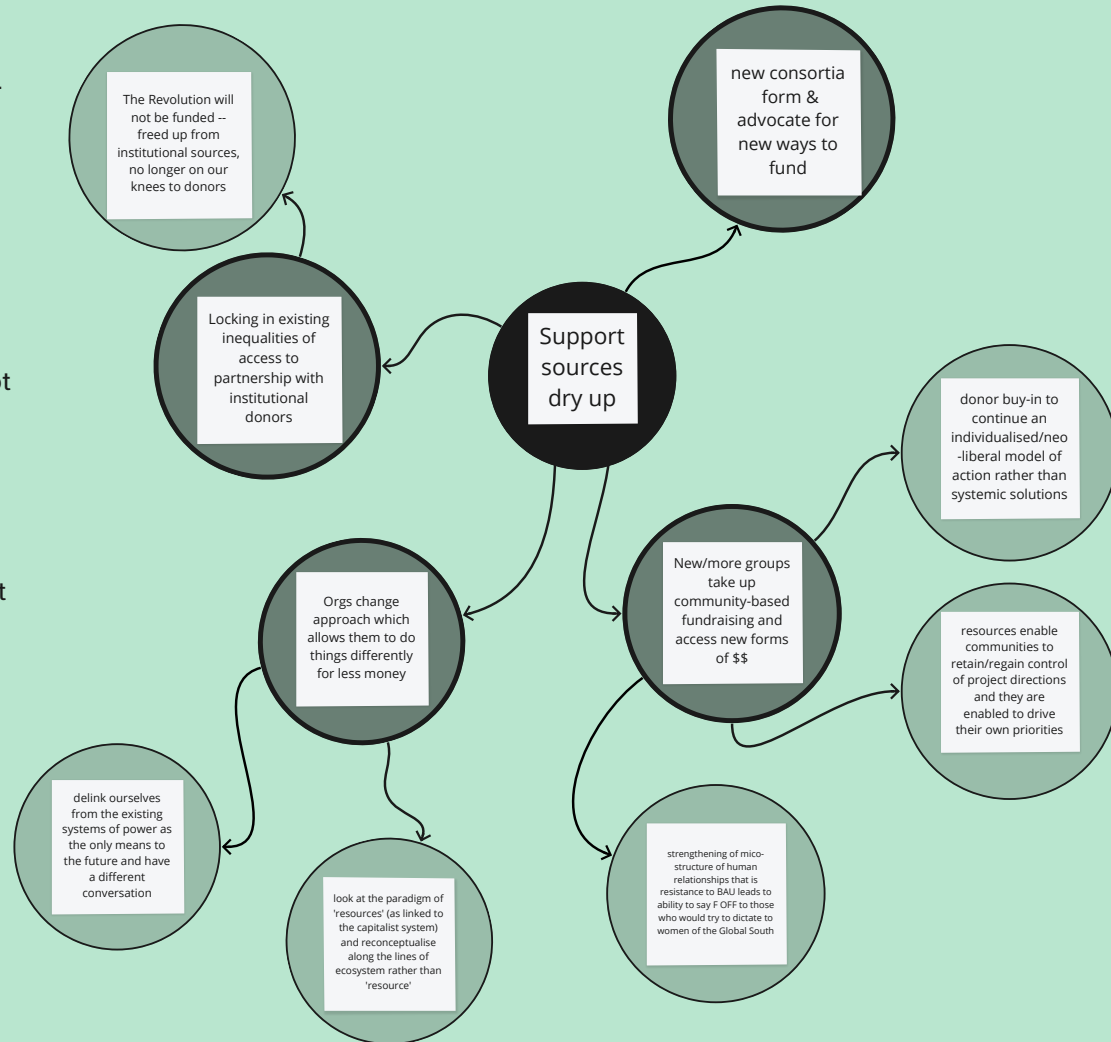 The Revolution will
not be funded --
freed up from
institutional sources,
no longer on our
knees to donors
new consortia
form &
advocate for
new ways to
fund
Locking in existing
inequalities of
access to
partnership with
institutional
donors
Support
sources
dry up
donor buy-in to
continue an
individualised/neo
-liberal model of
action rather than
systemic solutions
Orgs change
approach which
allows them to do
things differently
for less money
New/more groups
take up
community-based
fundraising and
access new forms
of $$
resources enable
communities to
retain/regain control
of project directions
and they are
enabled to drive
their own priorities
delink ourselves
from the existing
systems of power as
the only means to
the future and have
a different
conversation
look at the paradigm of
'resources' (as linked to
the capitalist system)
and reconceptualise
along the lines of
ecosystem rather than
'resource'
strengthening of mico-
structure of human
relationships that is
resistance to BAU leads to
ability to say F OFF to those
who would try to dictate to
women of the Global South